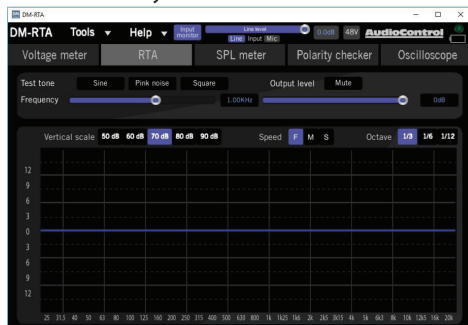 DM-RTA
DM-RTA Tools Help Input monitor Line level Line Input Mic 0.0dB 48V AudioControl
Voltage meter RTA SPL meter Polarity checker Oscilloscope
Test tone Sine Pink noise Square Output level Mute
Frequency 1.00KHz 0dB
Vertical scale 50 dB 60 dB 70 dB 80 dB 90 dB Speed F M S Octave 1/3 1/6 1/12
12
9
6
3
0
3
6
9
12
25 31.5 40 50 63 80 100 125 160 200 250 315 400 500 630 800 1k 1k25 1k6 2k 2k5 3k15 4k 5k 6k3 8k 10k 12k5 16k 20k